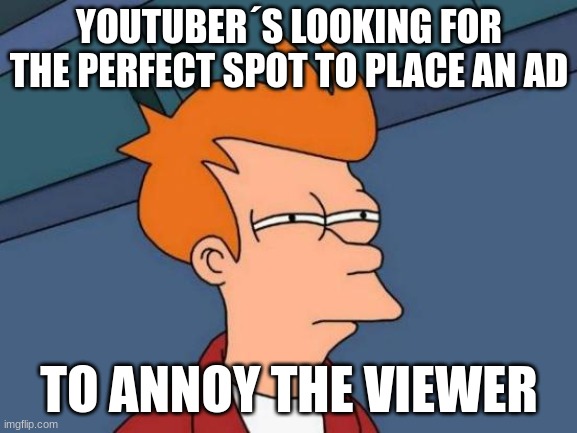 YOUTUBER´S LOOKING FOR
THE PERFECT SPOT TO PLACE AN AD
TO ANNOY THE VIEWER
imgflip.com